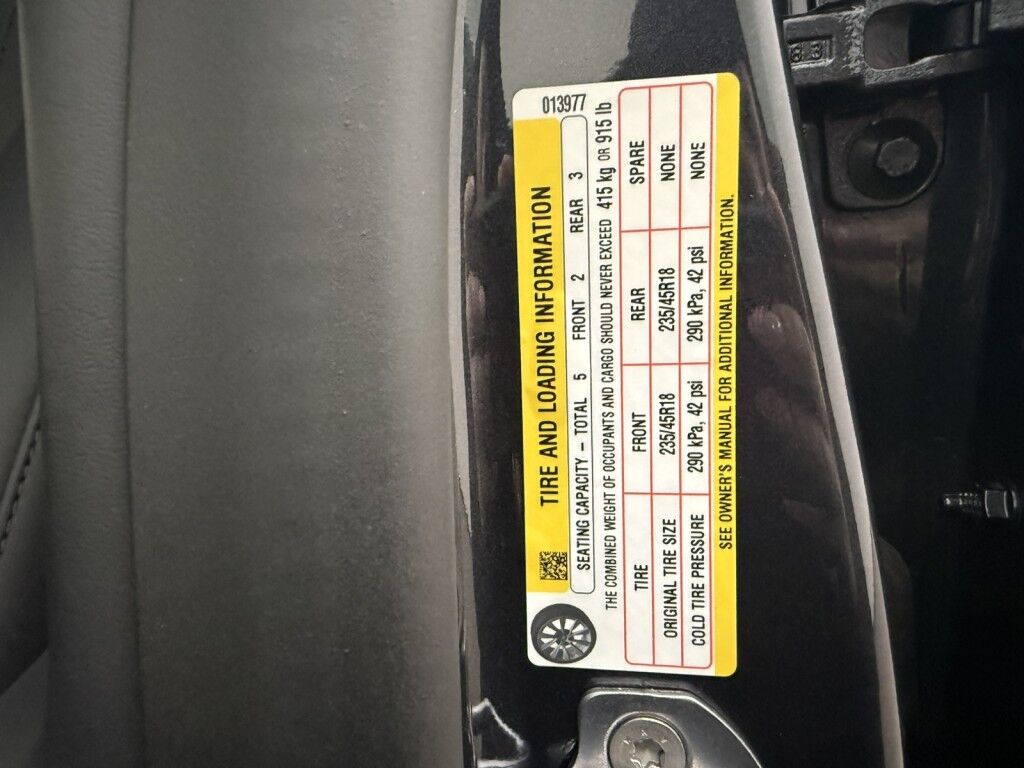 013977
TIRE AND LOADING INFORMATION
SEATING CAPACITY – TOTAL 5 FRONT 2 REAR 3
THE COMBINED WEIGHT OF OCCUPANTS AND CARGO SHOULD NEVER EXCEED 415 kg OR 915 lb
TIRE FRONT REAR SPARE
ORIGINAL TIRE SIZE 235/45R18 235/45R18 NONE
COLD TIRE PRESSURE 290 kPa, 42 psi 290 kPa, 42 psi NONE
SEE OWNER'S MANUAL FOR ADDITIONAL INFORMATION.